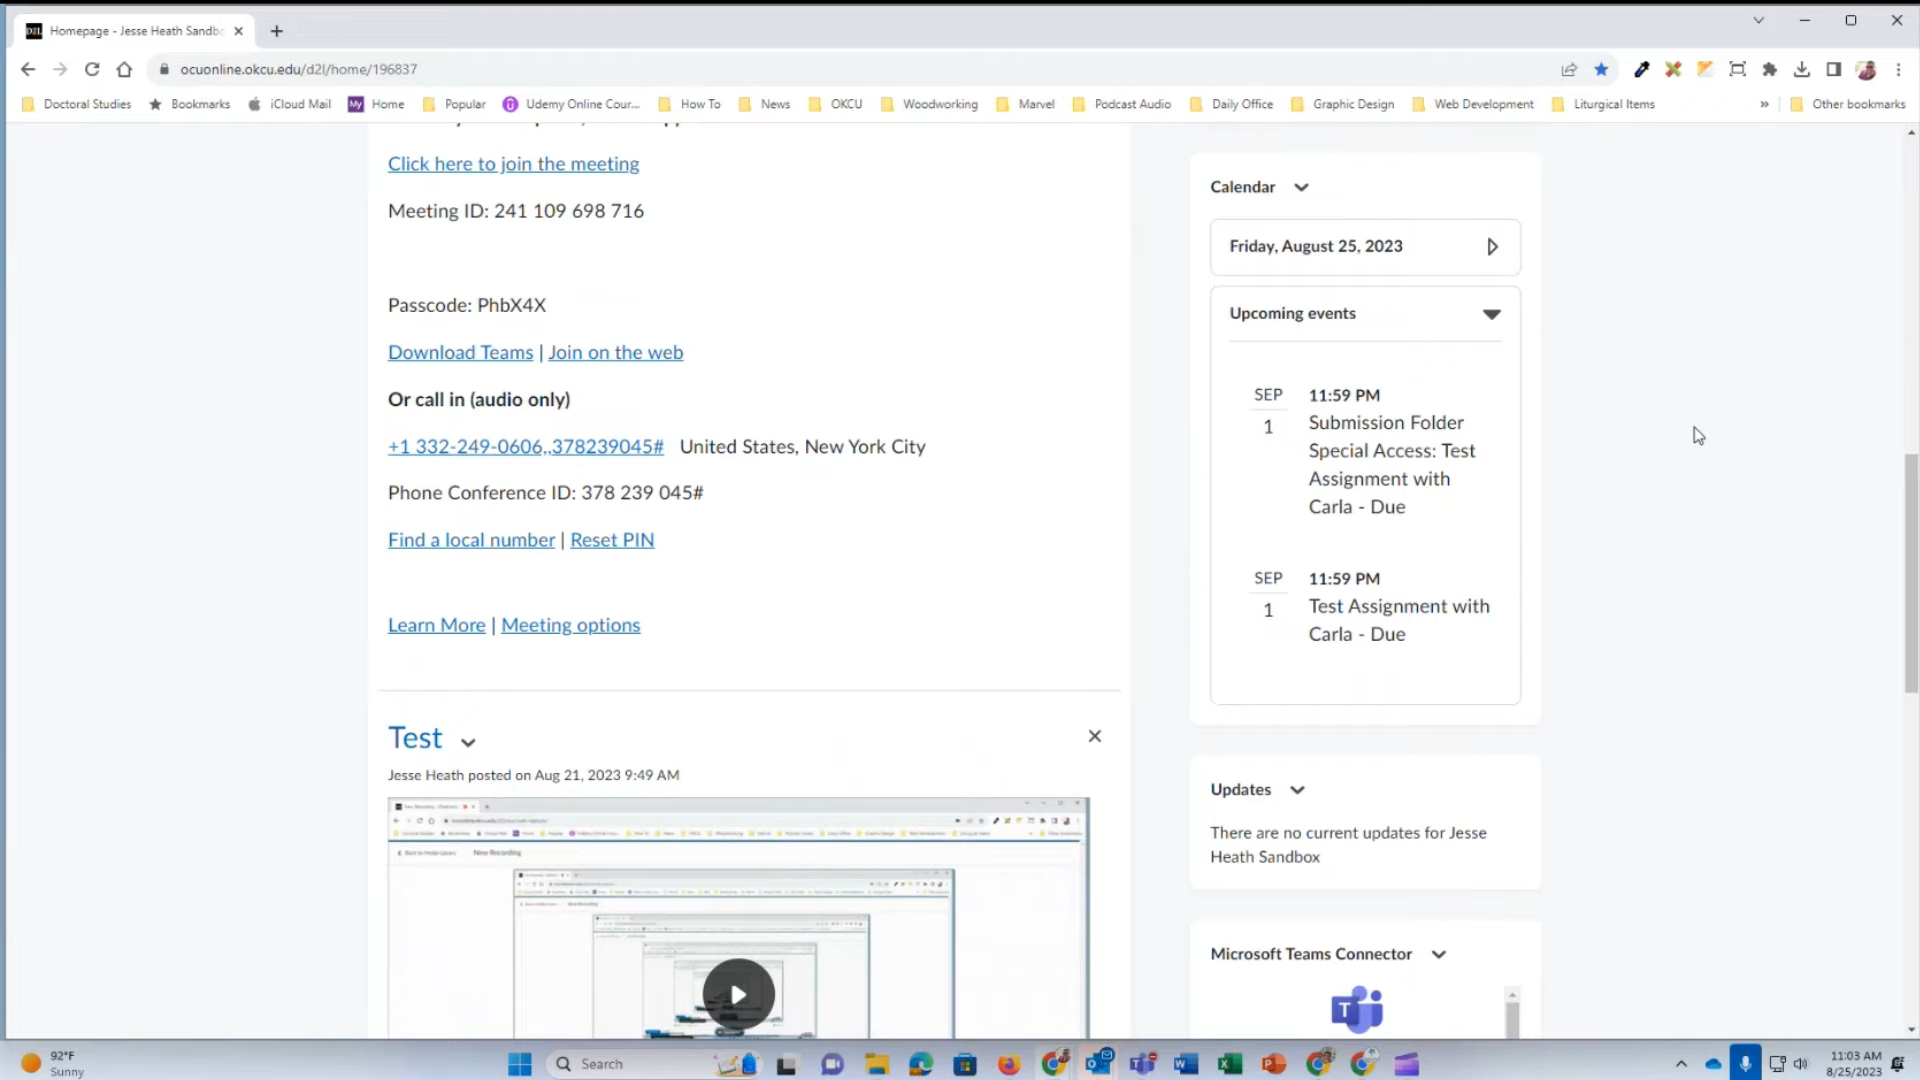 D2L Homepage - Jesse Heath Sandbo
ocuonline.okcu.edu/d2l/home/196837
Doctoral Studies Bookmarks iCloud Mail My Home Popular Udemy Online Cour... How To News OKCU Woodworking Marvel Podcast Audio Daily Office Graphic Design Web Development Liturgical Items » Other bookmarks
Click here to join the meeting
Meeting ID: 241 109 698 716
Passcode: PhbX4X
Download Teams | Join on the web
Or call in (audio only)
+1 332-249-0606,,378239045# United States, New York City
Phone Conference ID: 378 239 045#
Find a local number | Reset PIN
Learn More | Meeting options
Test
Jesse Heath posted on Aug 21, 2023 9:49 AM
New Recording
Calendar
Friday, August 25, 2023
Upcoming events
SEP 11:59 PM
1 Submission Folder
Special Access: Test
Assignment with
Carla - Due
SEP 11:59 PM
1 Test Assignment with
Carla - Due
Updates
There are no current updates for Jesse
Heath Sandbox
Microsoft Teams Connector
T
92°F
Sunny
Search
11:03 AM
8/25/2023